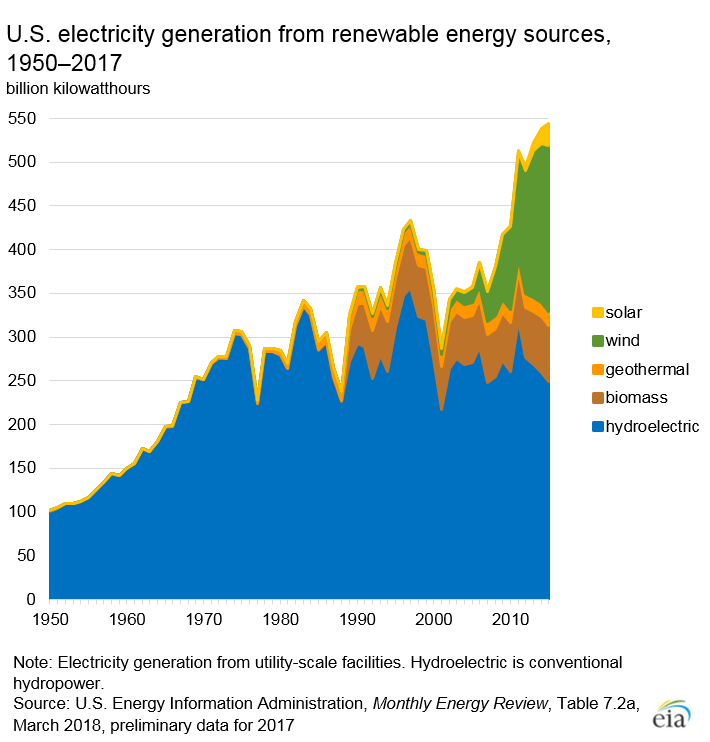 U.S. electricity generation from renewable energy sources,
1950–2017
billion kilowatthours
550
500
450
400
350
300
250
200
150
100
50
0
1950 1960 1970 1980 1990 2000 2010
solar
wind
geothermal
biomass
hydroelectric
Note: Electricity generation from utility-scale facilities. Hydroelectric is conventional
hydropower.
Source: U.S. Energy Information Administration, Monthly Energy Review, Table 7.2a,
March 2018, preliminary data for 2017
eia